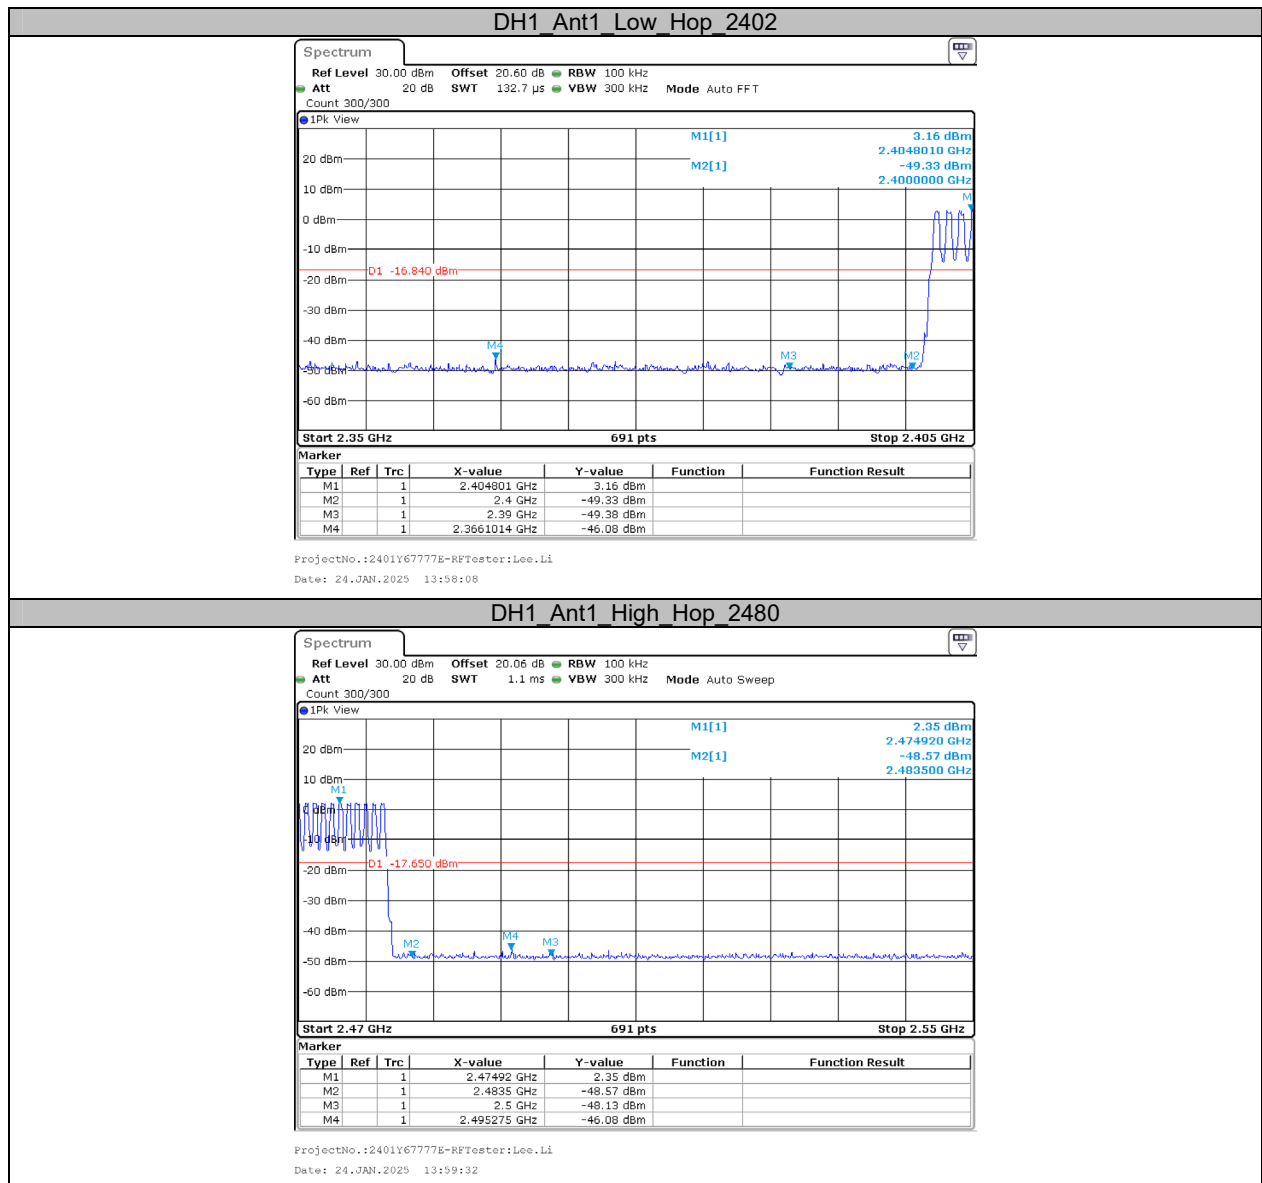 DH1_Ant1_Low_Hop_2402
Spectrum
Ref Level 30.00 dBm Offset 20.60 dB RBW 100 kHz
Att 20 dB SWT 132.7 µs VBW 300 kHz Mode Auto FFT
Count 300/300
1Pk View
M1[1] 3.16 dBm
2.4048010 GHz
M2[1] -49.33 dBm
2.4000000 GHz
20 dBm
10 dBm
M
0 dBm
-10 dBm
D1 -16.840 dBm
-20 dBm
-30 dBm
-40 dBm
M4 M3 M2
-50 dBm
-60 dBm
Start 2.35 GHz 691 pts Stop 2.405 GHz
Marker
Type Ref Trc X-value Y-value Function Function Result
M1 1 2.404801 GHz 3.16 dBm
M2 1 2.4 GHz -49.33 dBm
M3 1 2.39 GHz -49.38 dBm
M4 1 2.3661014 GHz -46.08 dBm
ProjectNo.:2401Y67777E-RFTester:Lee.Li
Date: 24.JAN.2025 13:58:08
DH1_Ant1_High_Hop_2480
Spectrum
Ref Level 30.00 dBm Offset 20.06 dB RBW 100 kHz
Att 20 dB SWT 1.1 ms VBW 300 kHz Mode Auto Sweep
Count 300/300
1Pk View
M1[1] 2.35 dBm
2.474920 GHz
M2[1] -48.57 dBm
2.483500 GHz
20 dBm
10 dBm
M1
0 dBm
-10 dBm
D1 -17.650 dBm
-20 dBm
-30 dBm
-40 dBm
M2 M4 M3
-50 dBm
-60 dBm
Start 2.47 GHz 691 pts Stop 2.55 GHz
Marker
Type Ref Trc X-value Y-value Function Function Result
M1 1 2.47492 GHz 2.35 dBm
M2 1 2.4835 GHz -48.57 dBm
M3 1 2.5 GHz -48.13 dBm
M4 1 2.495275 GHz -46.08 dBm
ProjectNo.:2401Y67777E-RFTester:Lee.Li
Date: 24.JAN.2025 13:59:32